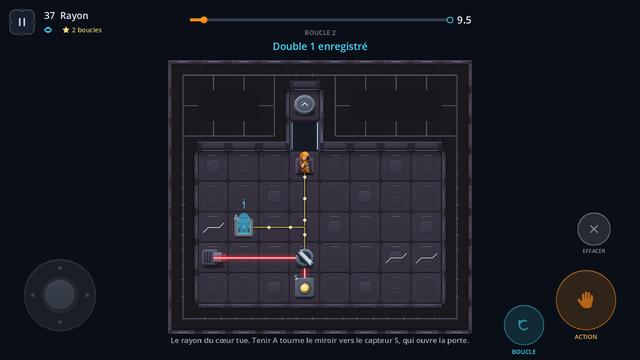 37 Rayon
2 boucles
9.5
BOUCLE 2
Double 1 enregistré
1
S
EFFACER
ACTION
BOUCLE
Le rayon du cœur tue. Tenir A tourne le miroir vers le capteur S, qui ouvre la porte.